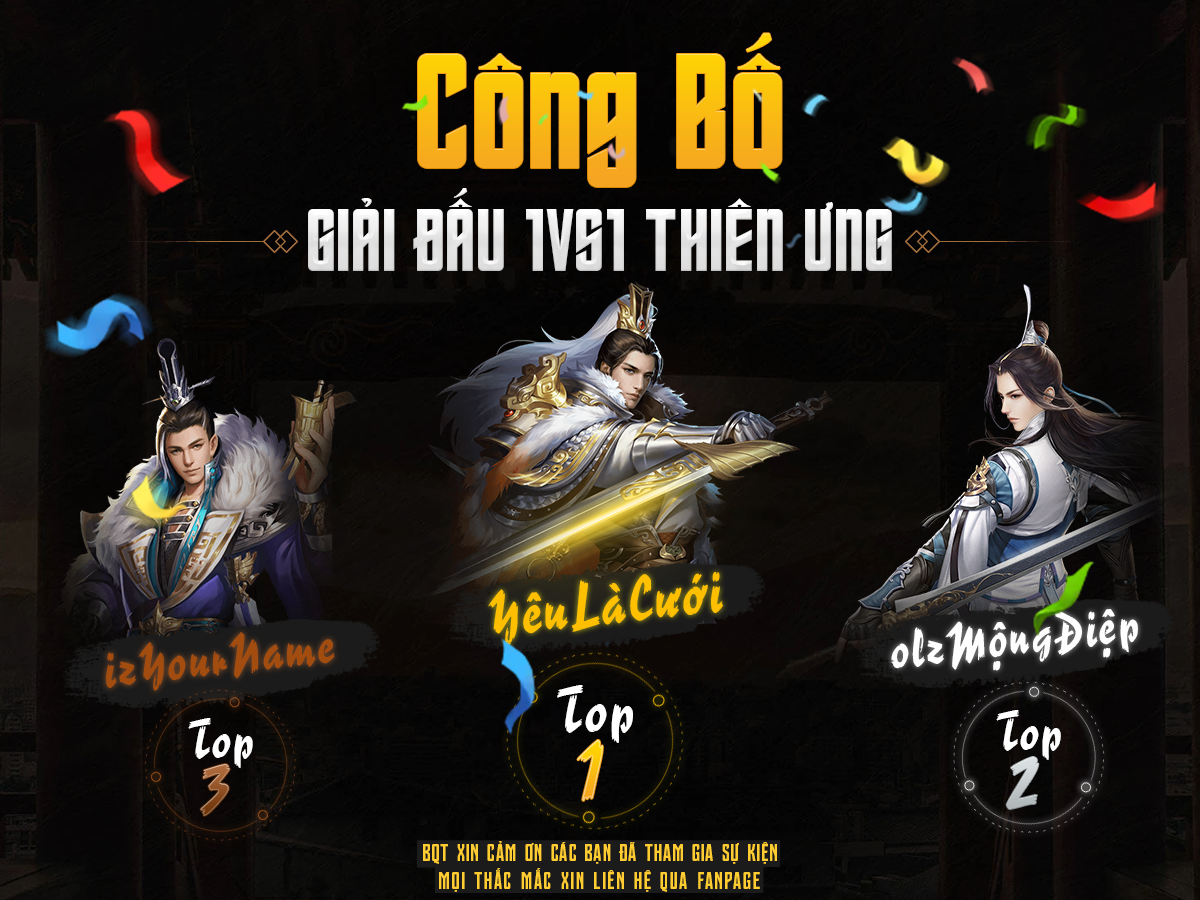 Công Bố
GIẢI ĐẤU 1VS1 THIÊN ƯNG
YêuLàCưới
izYourName
olzMộngĐiệp
Top
1
Top
3
Top
2
BQT XIN CẢM ƠN CÁC BẠN ĐÃ THAM GIA SỰ KIỆN
MỌI THẮC MẮC XIN LIÊN HỆ QUA FANPAGE